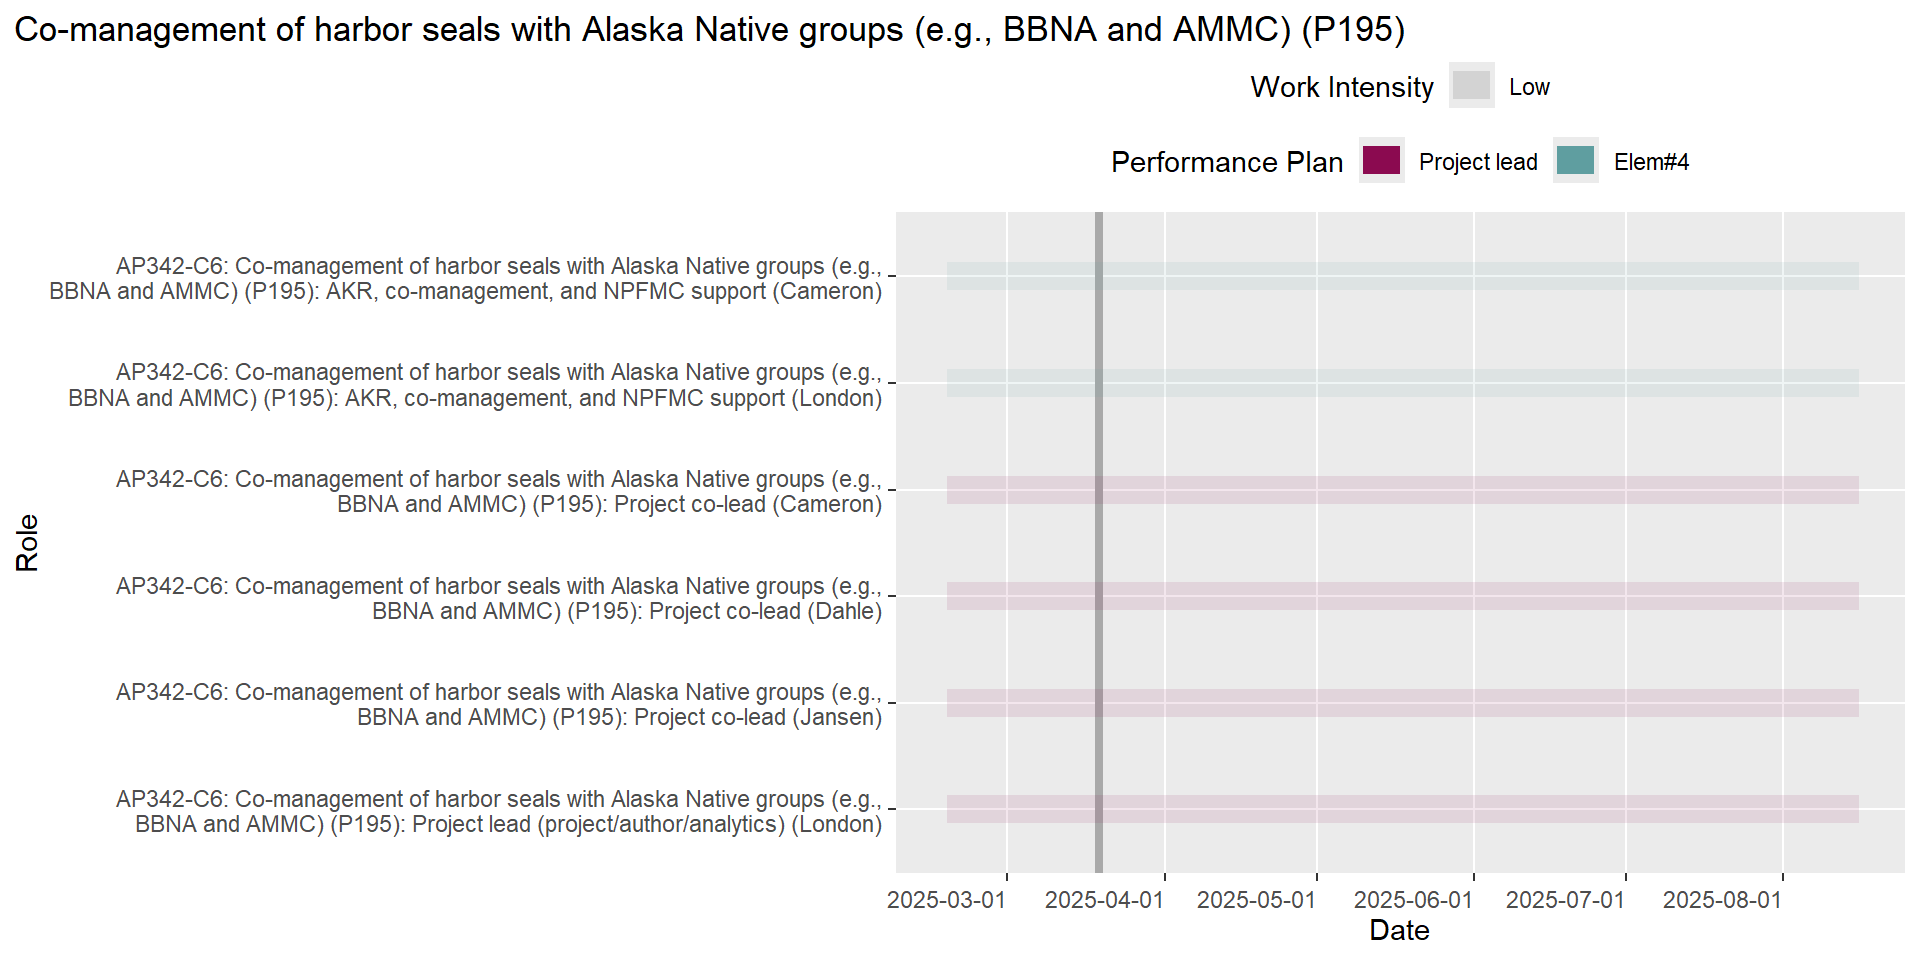 Co-management of harbor seals with Alaska Native groups (e.g., BBNA and AMMC) (P195)
Work Intensity Low
Performance Plan Project lead Elem#4
AP342-C6: Co-management of harbor seals with Alaska Native groups (e.g.,
BBNA and AMMC) (P195): AKR, co-management, and NPFMC support (Cameron)
AP342-C6: Co-management of harbor seals with Alaska Native groups (e.g.,
BBNA and AMMC) (P195): AKR, co-management, and NPFMC support (London)
AP342-C6: Co-management of harbor seals with Alaska Native groups (e.g.,
BBNA and AMMC) (P195): Project co-lead (Cameron)
AP342-C6: Co-management of harbor seals with Alaska Native groups (e.g.,
BBNA and AMMC) (P195): Project co-lead (Dahle)
AP342-C6: Co-management of harbor seals with Alaska Native groups (e.g.,
BBNA and AMMC) (P195): Project co-lead (Jansen)
AP342-C6: Co-management of harbor seals with Alaska Native groups (e.g.,
BBNA and AMMC) (P195): Project lead (project/author/analytics) (London)
Role
2025-03-01 2025-04-01 2025-05-01 2025-06-01 2025-07-01 2025-08-01
Date